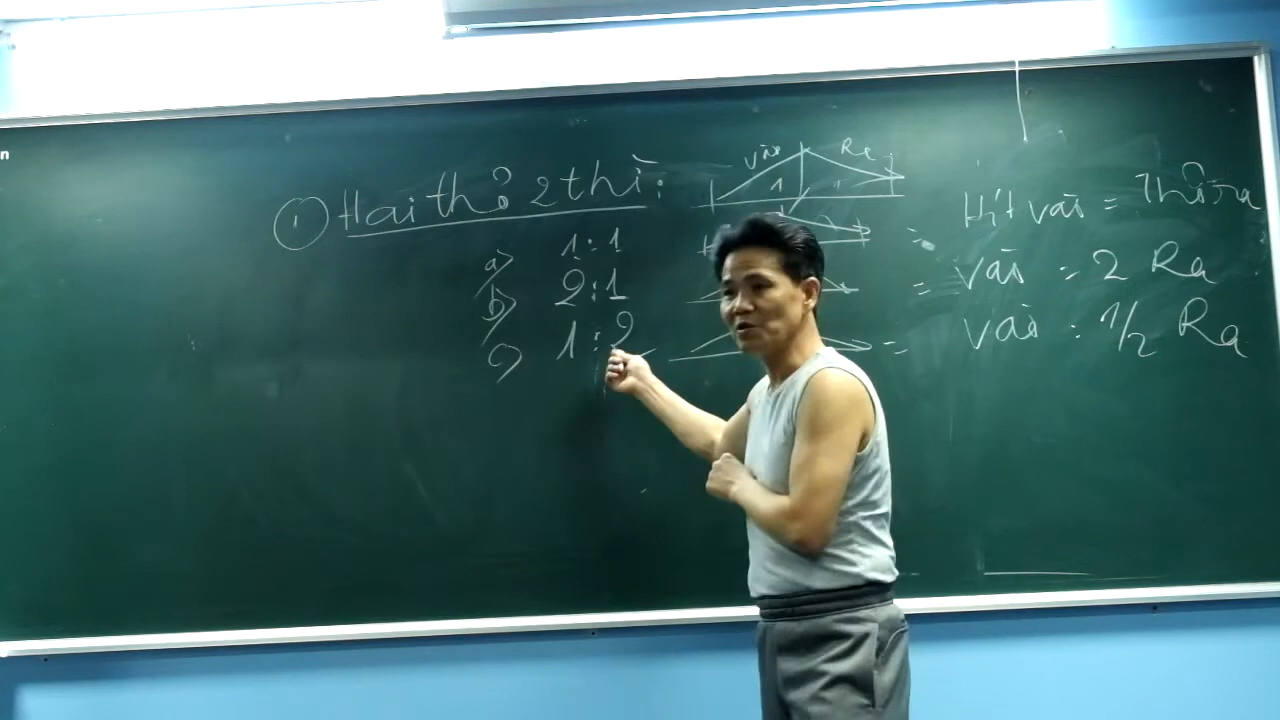 n
① Hai thở 2 thì: vào Ra
1 1
Hít vào = Thở ra
a) 1:1
b) 2:1 = vào = 2 Ra
c) 1:2 = vào : 1/2 Ra